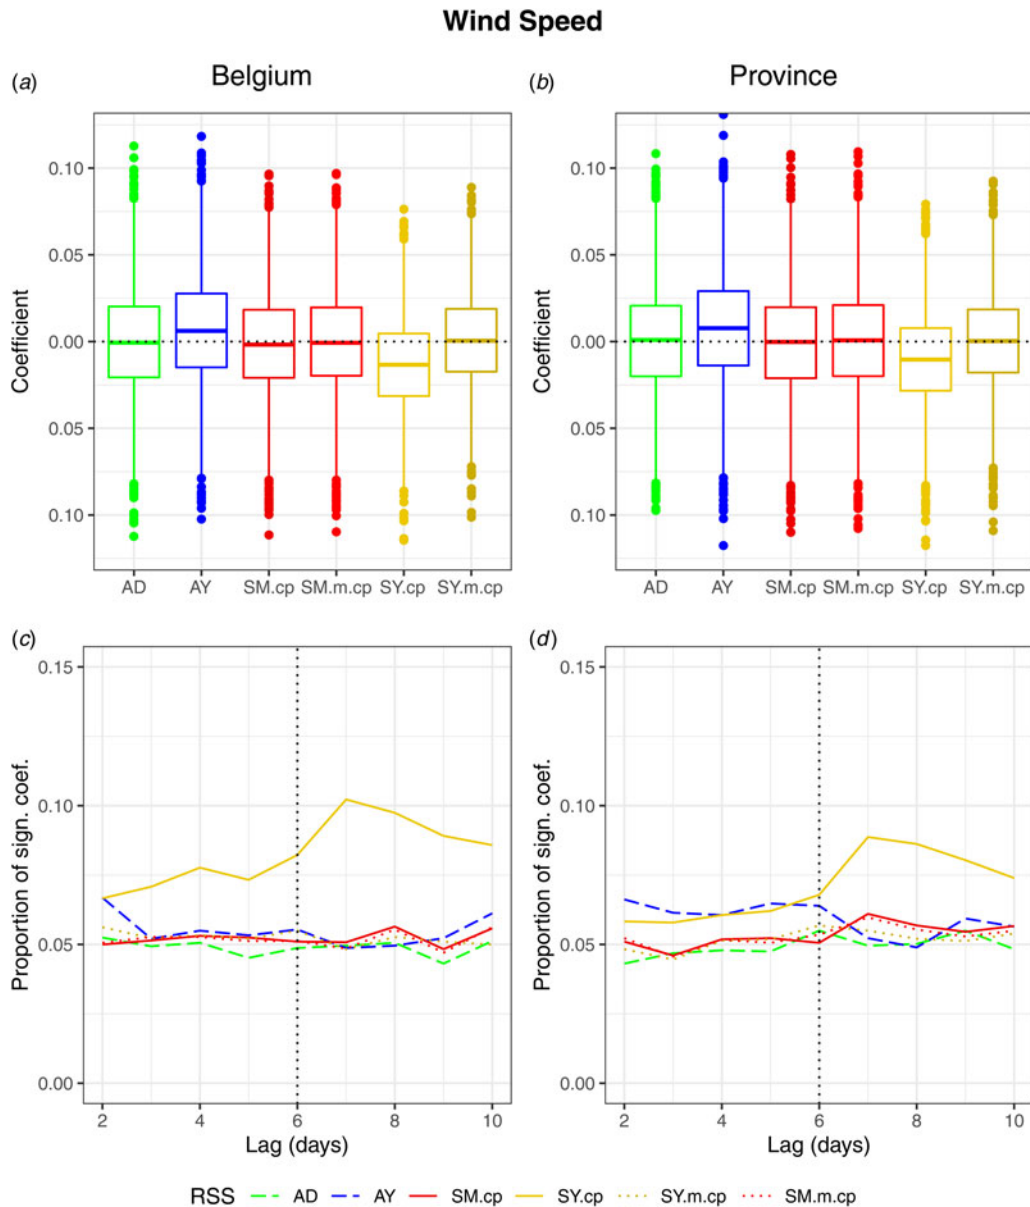 Wind Speed
(a) Belgium (b) Province
0.10 0.10
0.05 0.05
0.00 0.00
0.05 0.05
0.10 0.10
Coefficient Coefficient
AD AY SM.cp SM.m.cp SY.cp SY.m.cp AD AY SM.cp SM.m.cp SY.cp SY.m.cp
(c) (d)
0.15 0.15
0.10 0.10
0.05 0.05
0.00 0.00
Proportion of sign. coef. Proportion of sign. coef.
2 4 6 8 10 2 4 6 8 10
Lag (days) Lag (days)
RSS AD AY SM.cp SY.cp SY.m.cp SM.m.cp